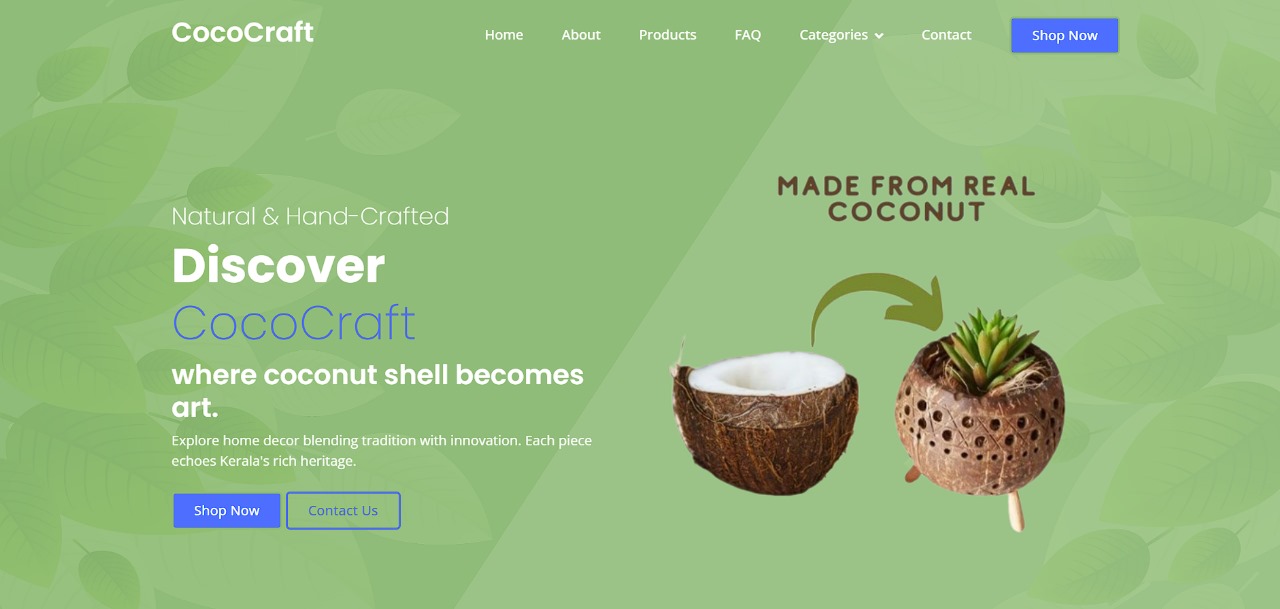 CocoCraft
Home
About
Products
FAQ
Categories
Contact
Shop Now
MADE FROM REAL
COCONUT
Natural & Hand-Crafted
Discover
CocoCraft
where coconut shell becomes
art.
Explore home decor blending tradition with innovation. Each piece
echoes Kerala's rich heritage.
Shop Now
Contact Us